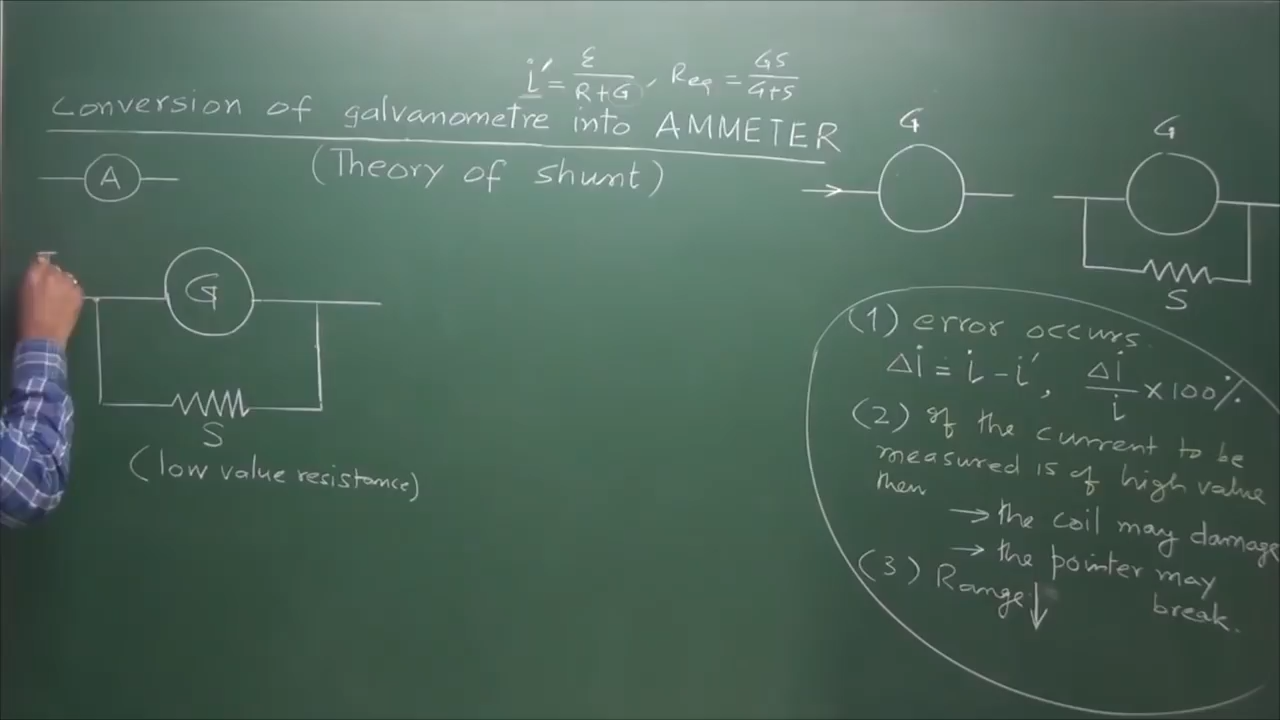 i' = ε / R+G , Req = GS / G+S
Conversion of galvanometre into AMMETER
(Theory of shunt)
A
G
G
G
S
(low value resistance)
S
(1) error occurs.
Δi = i - i' , Δi / i × 100%
(2) If the current to be
measured is of high value
then
→ the coil may damage
→ the pointer may
break.
(3) Range ↓